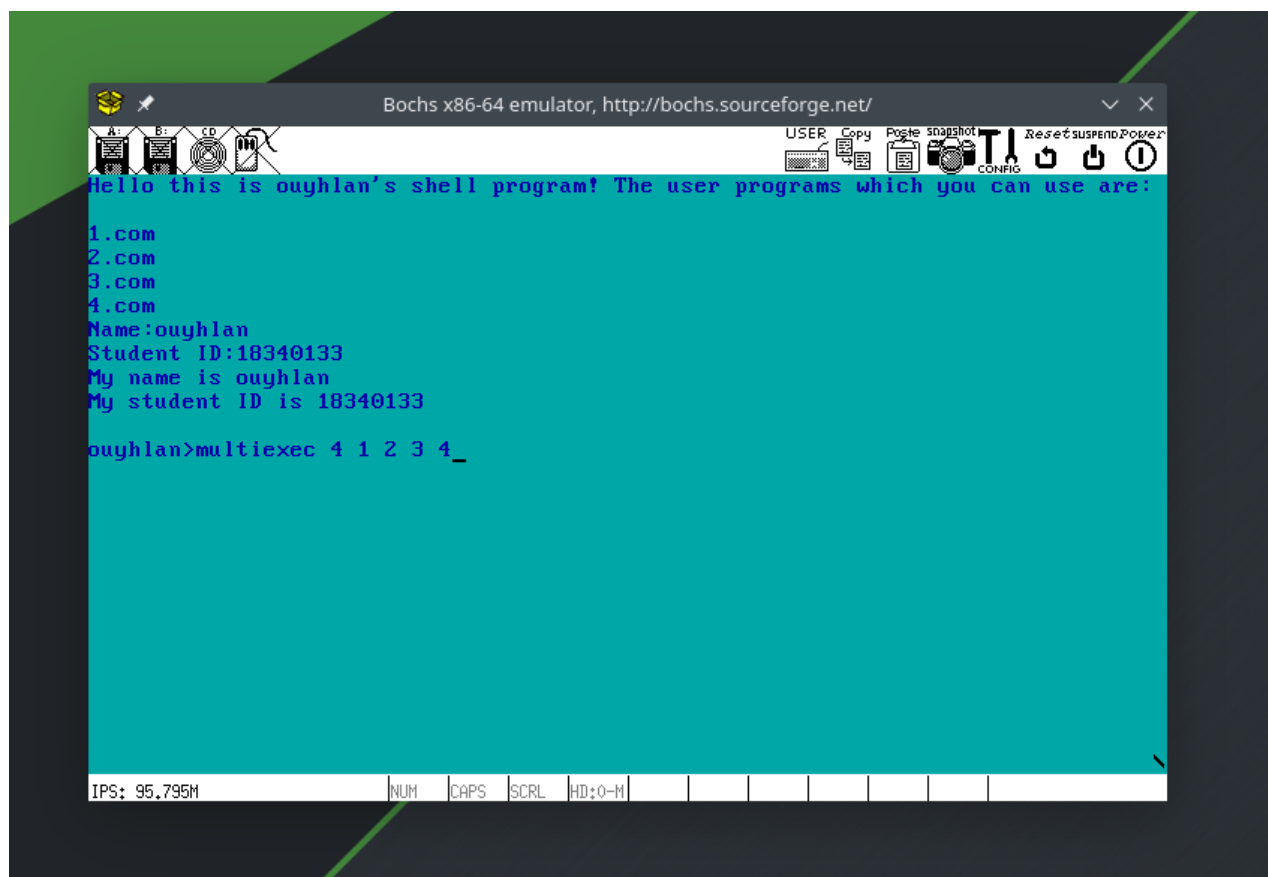 Bochs x86-64 emulator, http://bochs.sourceforge.net/
A: B: CD USER Copy Paste snapshot CONFIG Reset SUSPEND Power
Hello this is ouyhlan's shell program! The user programs which you can use are:
1.com
2.com
3.com
4.com
Name:ouyhlan
Student ID:18340133
My name is ouyhlan
My student ID is 18340133
ouyhlan>multiexec 4 1 2 3 4_
IPS: 95.795M NUM CAPS SCRL HD:0-M